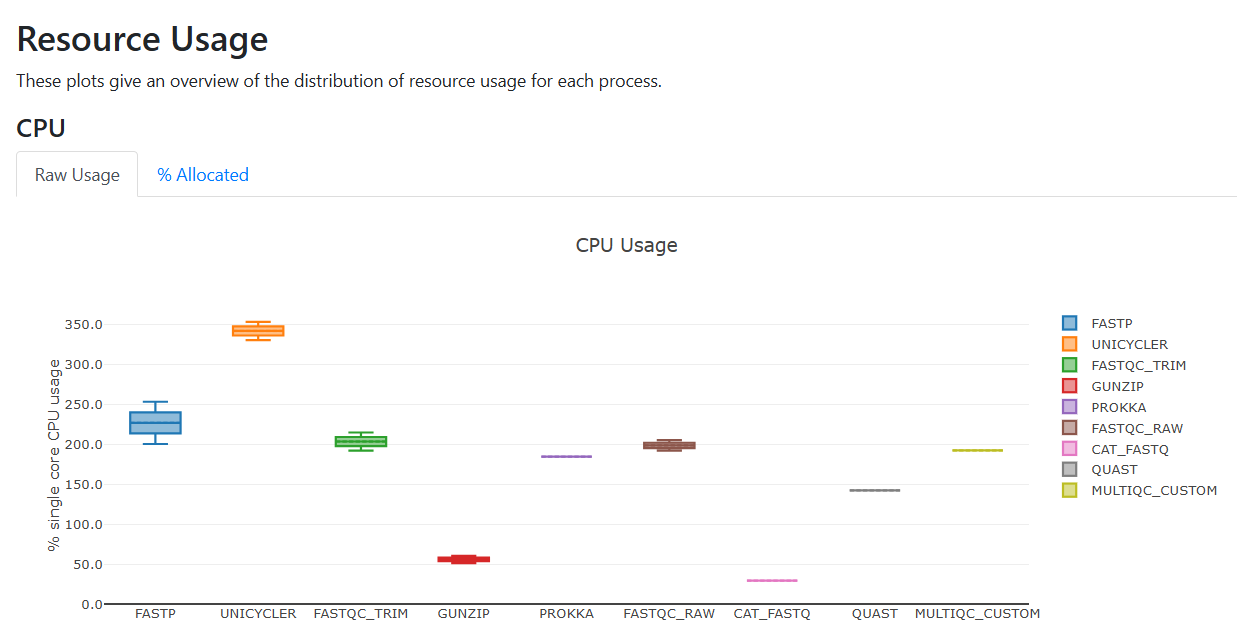 Resource Usage
These plots give an overview of the distribution of resource usage for each process.
CPU
Raw Usage % Allocated
CPU Usage
% single core CPU usage
350.0
300.0
250.0
200.0
150.0
100.0
50.0
0.0
FASTP UNICYCLER FASTQC_TRIM GUNZIP PROKKA FASTQC_RAW CAT_FASTQ QUAST MULTIQC_CUSTOM
FASTP
UNICYCLER
FASTQC_TRIM
GUNZIP
PROKKA
FASTQC_RAW
CAT_FASTQ
QUAST
MULTIQC_CUSTOM